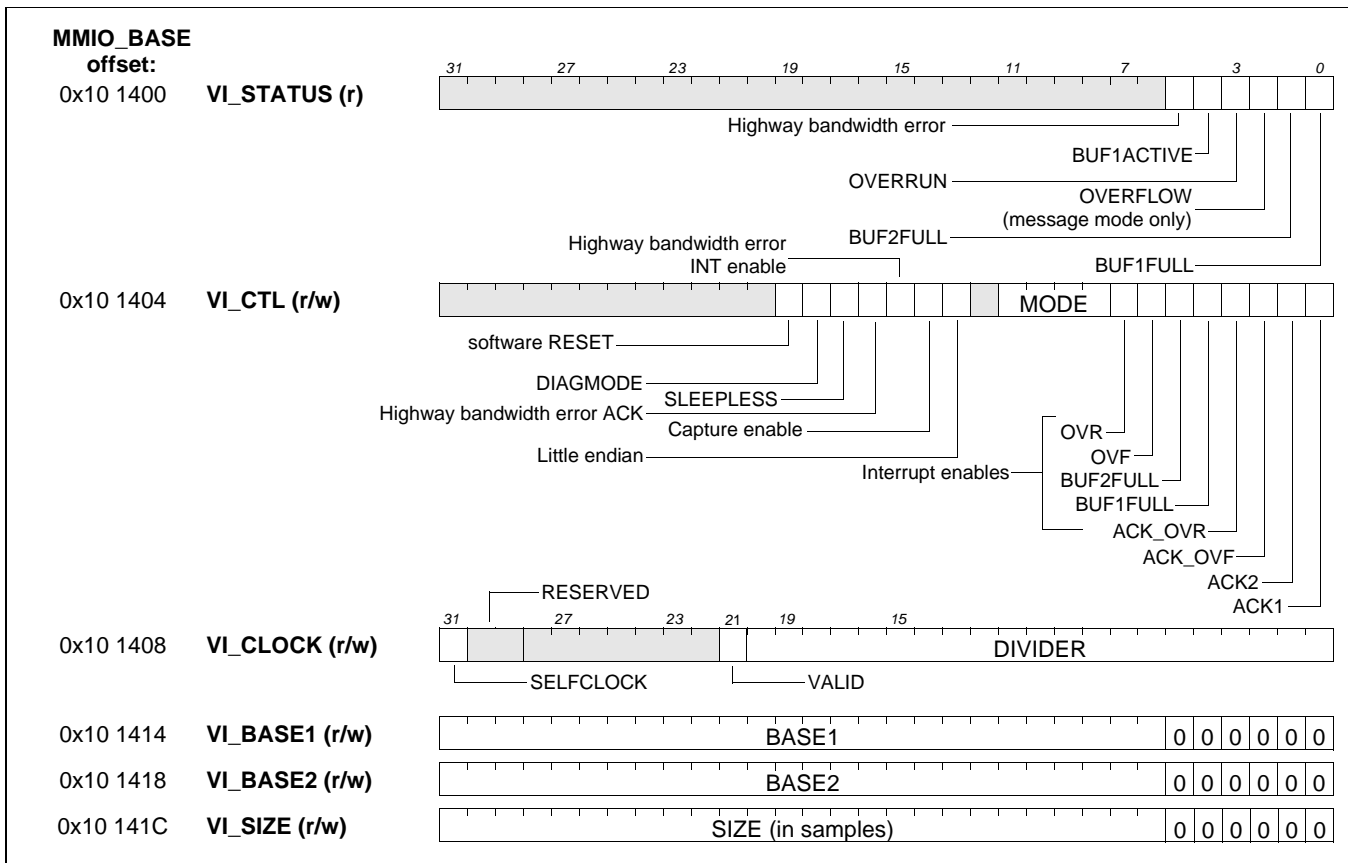 MMIO_BASE
offset:
31 27 23 19 15 11 7 3 0
0x10 1400 VI_STATUS (r)
Highway bandwidth error
BUF1ACTIVE
OVERRUN
OVERFLOW
(message mode only)
BUF2FULL
Highway bandwidth error
INT enable
BUF1FULL
0x10 1404 VI_CTL (r/w) MODE
software RESET
DIAGMODE
SLEEPLESS
Highway bandwidth error ACK
Capture enable
Little endian
Interrupt enables
OVR
OVF
BUF2FULL
BUF1FULL
ACK_OVR
ACK_OVF
ACK2
ACK1
RESERVED
31 27 23 21 19 15
0x10 1408 VI_CLOCK (r/w) DIVIDER
SELFCLOCK VALID
0x10 1414 VI_BASE1 (r/w) BASE1 0 0 0 0 0 0
0x10 1418 VI_BASE2 (r/w) BASE2 0 0 0 0 0 0
0x10 141C VI_SIZE (r/w) SIZE (in samples) 0 0 0 0 0 0